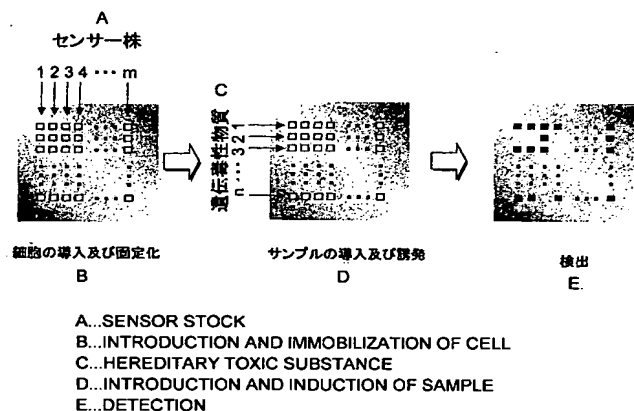 A
センサー株
1 2 3 4 ··· m
C
遺伝毒性物質
1
2
3
···
n
細胞の導入及び固定化
B
サンプルの導入及び誘発
D
検出
E.
A...SENSOR STOCK
B...INTRODUCTION AND IMMOBILIZATION OF CELL
C...HEREDITARY TOXIC SUBSTANCE
D...INTRODUCTION AND INDUCTION OF SAMPLE
E...DETECTION